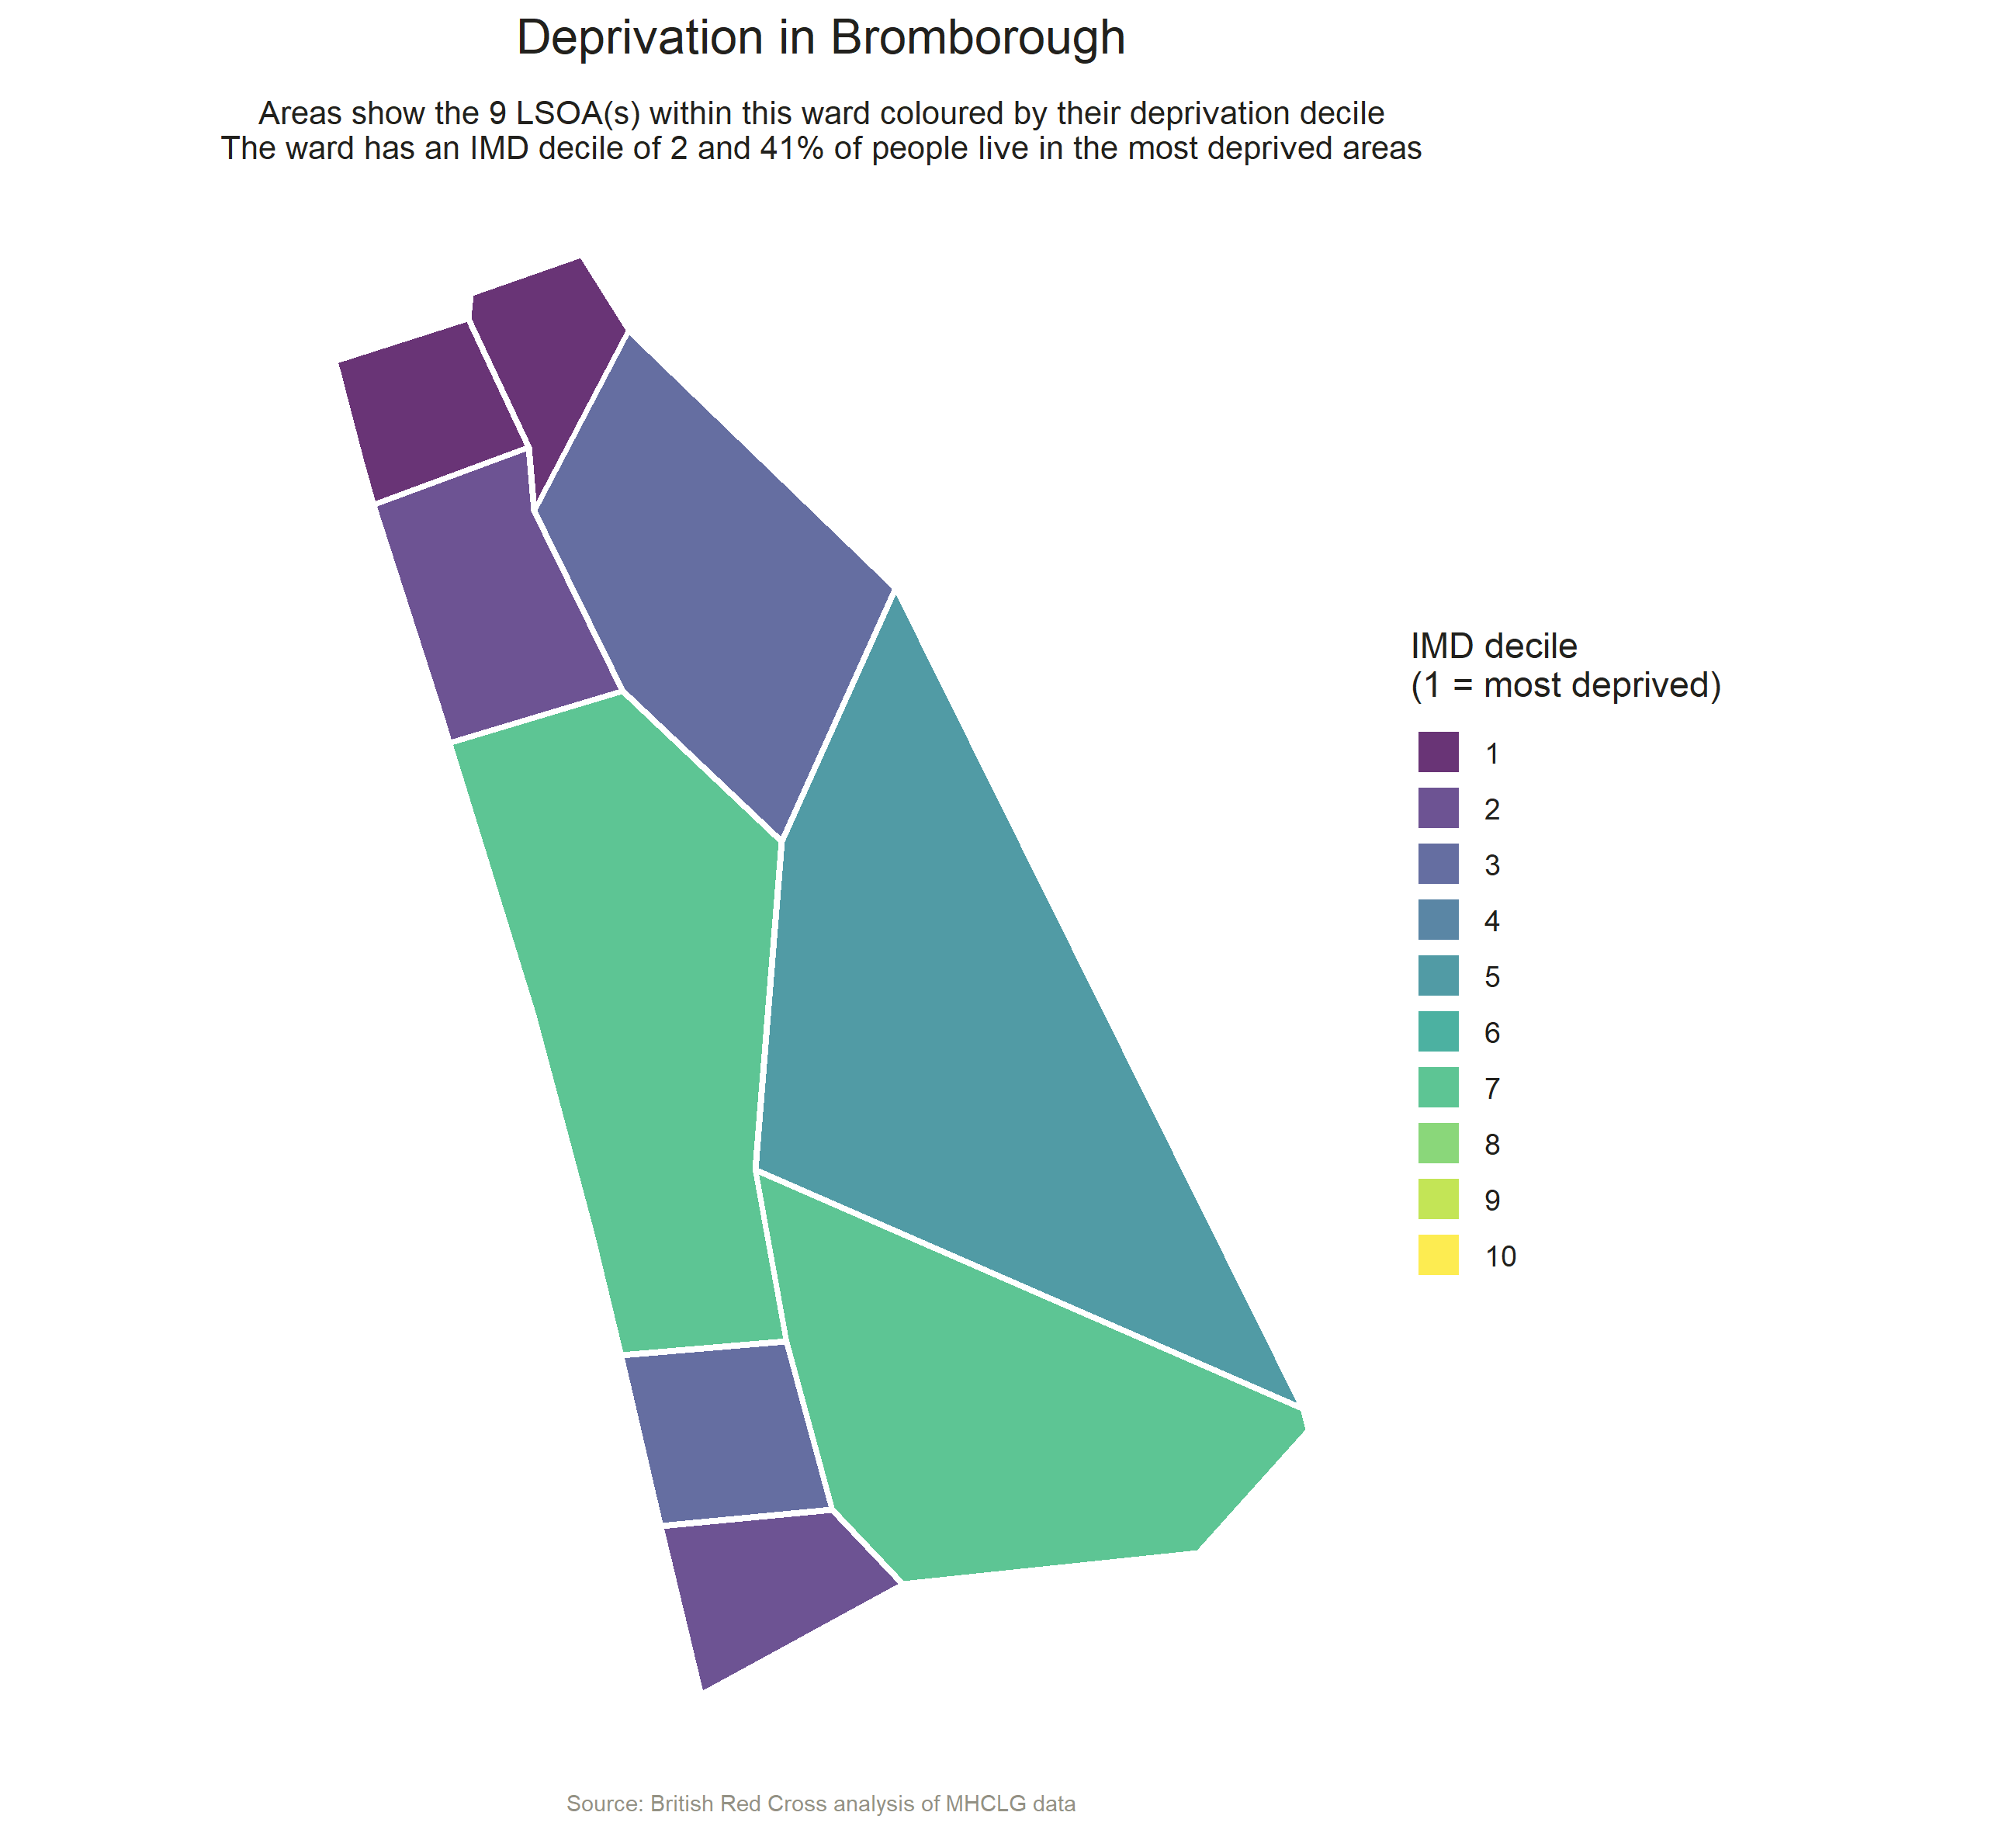 Deprivation in Bromborough
Areas show the 9 LSOA(s) within this ward coloured by their deprivation decile
The ward has an IMD decile of 2 and 41% of people live in the most deprived areas
IMD decile
(1 = most deprived)
1
2
3
4
5
6
7
8
9
10
Source: British Red Cross analysis of MHCLG data